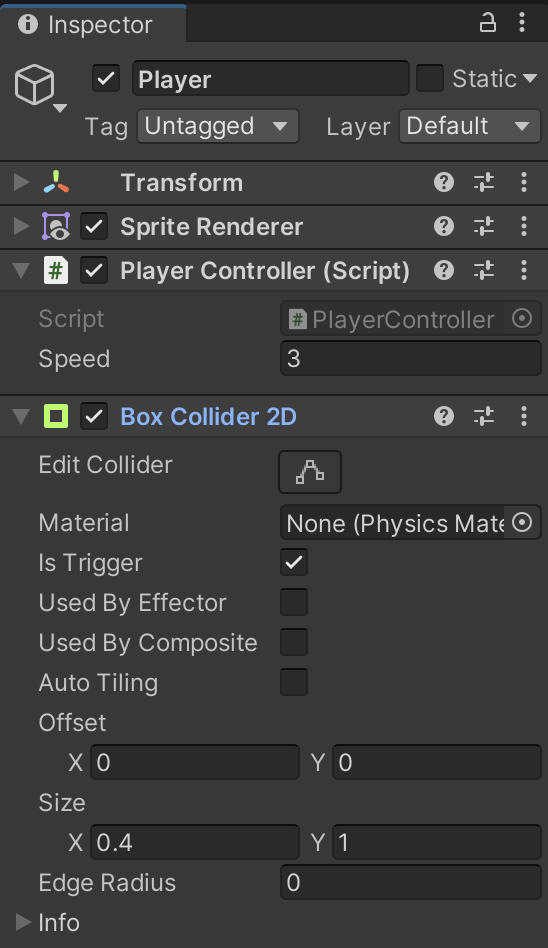 Inspector
Player Static
Tag Untagged Layer Default
Transform
Sprite Renderer
# Player Controller (Script)
Script # PlayerController
Speed 3
Box Collider 2D
Edit Collider
Material None (Physics Mate
Is Trigger
Used By Effector
Used By Composite
Auto Tiling
Offset
X 0 Y 0
Size
X 0.4 Y 1
Edge Radius 0
Info